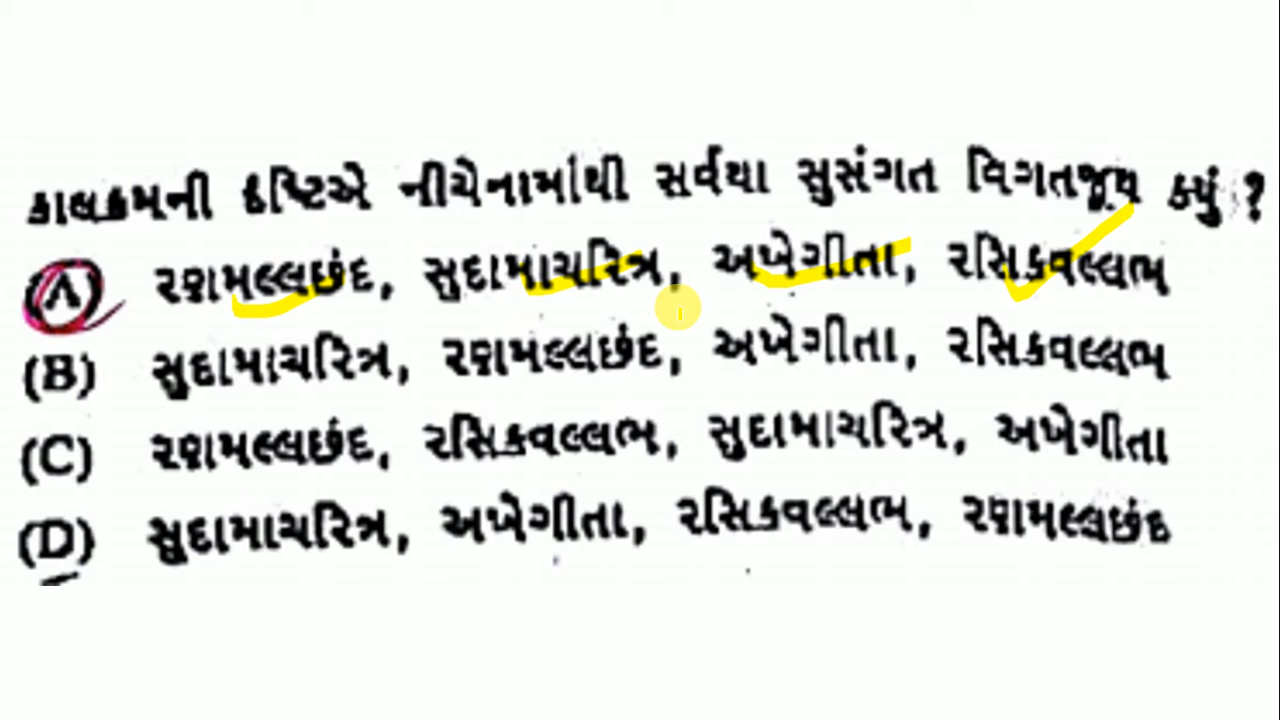 કાલક્રમની દૃષ્ટિએ નીચેનામાંથી સર્વથા સુસંગત વિગતજૂથ ક્યું ?
(A) રણમલ્લછંદ, સુદામાચરિત્ર, અખેગીતા, રસિકવલ્લભ
(B) સુદામાચરિત્ર, રણમલ્લછંદ, અખેગીતા, રસિકવલ્લભ
(C) રણમલ્લછંદ, રસિકવલ્લભ, સુદામાચરિત્ર, અખેગીતા
(D) સુદામાચરિત્ર, અખેગીતા, રસિકવલ્લભ, રણમલ્લછંદ